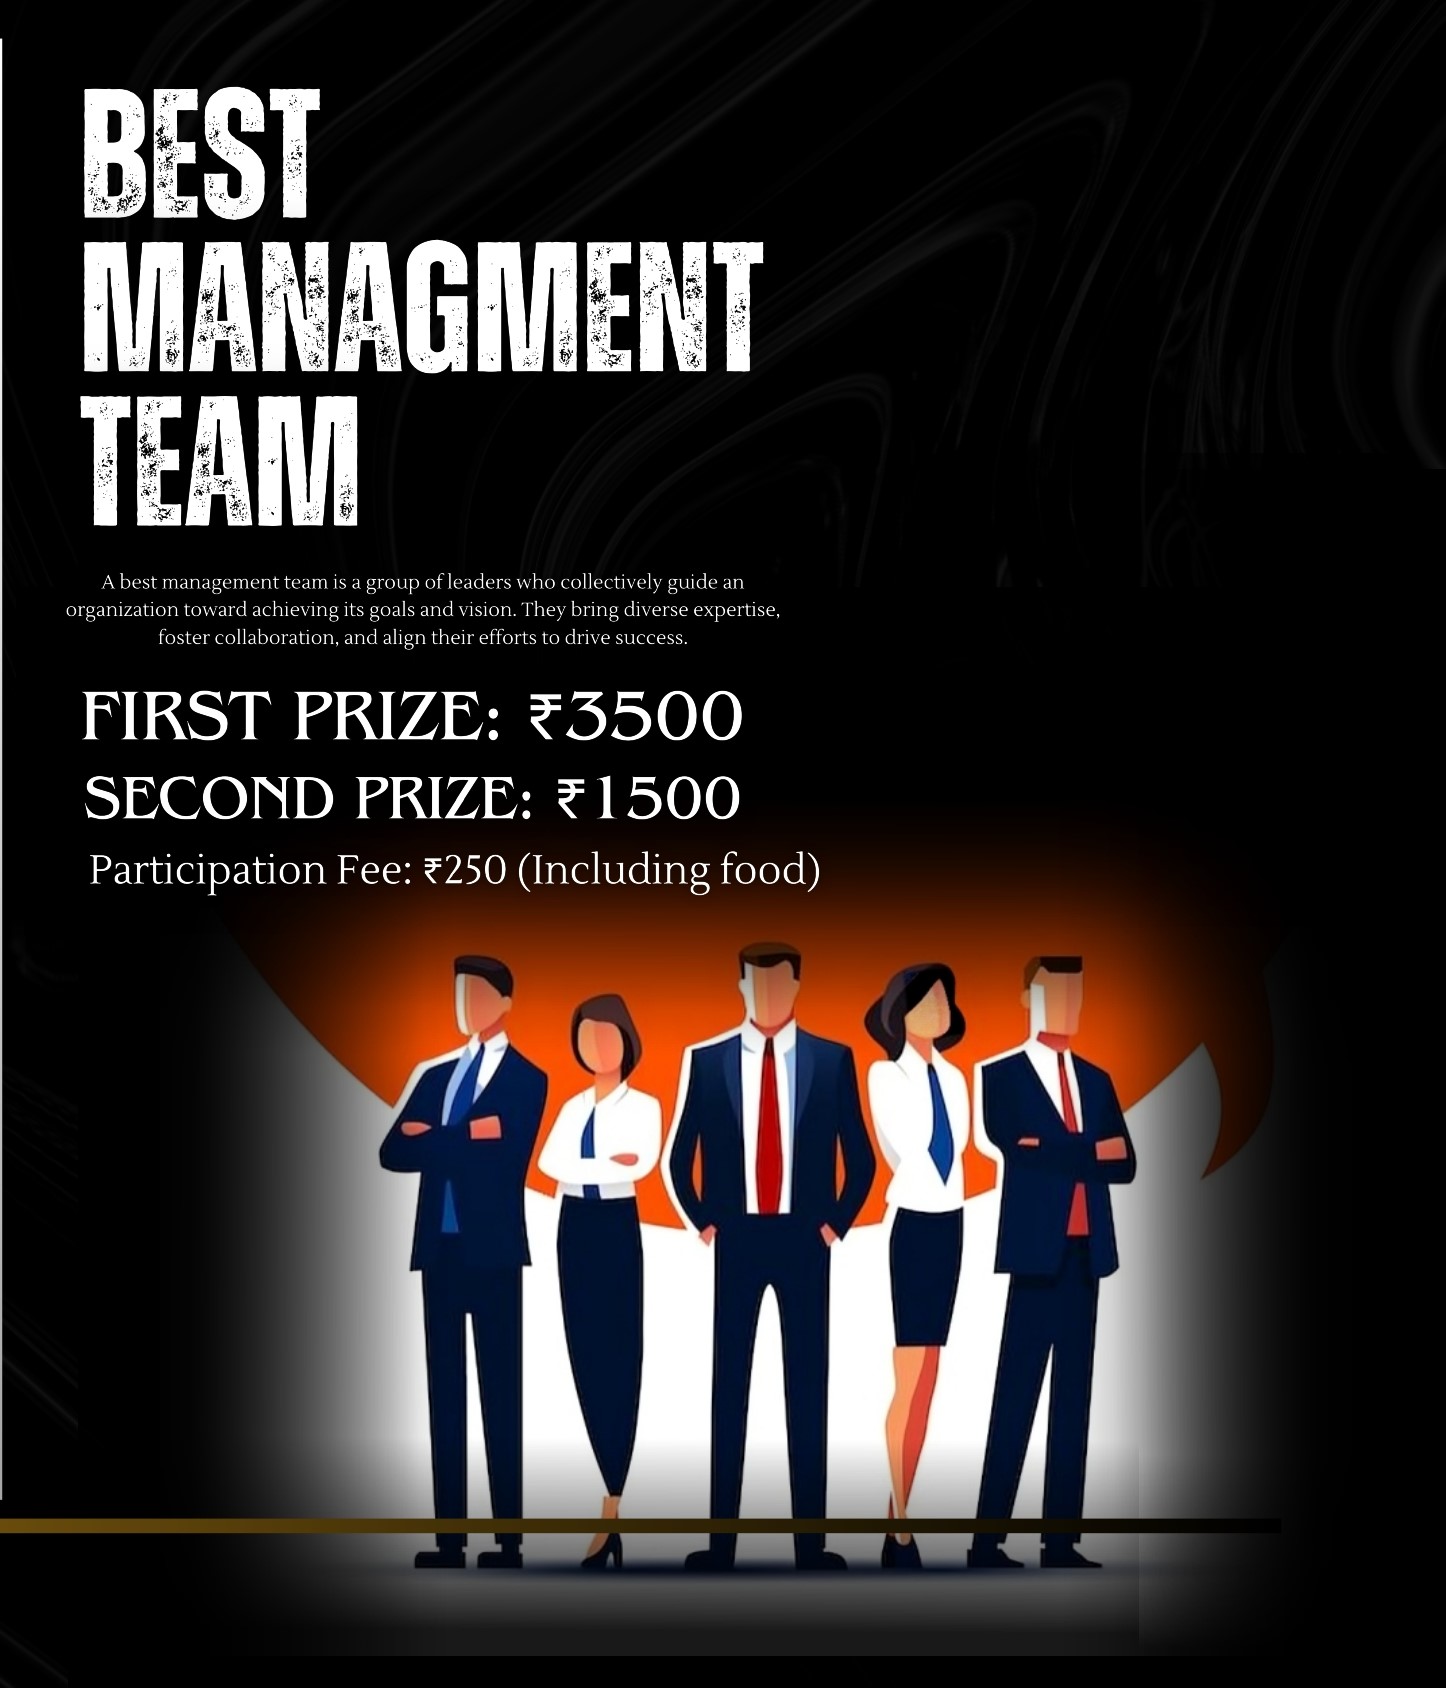 BEST
MANAGMENT
TEAM
A best management team is a group of leaders who collectively guide an
organization toward achieving its goals and vision. They bring diverse expertise,
foster collaboration, and align their efforts to drive success.
FIRST PRIZE: ₹3500
SECOND PRIZE: ₹1500
Participation Fee: ₹250 (Including food)